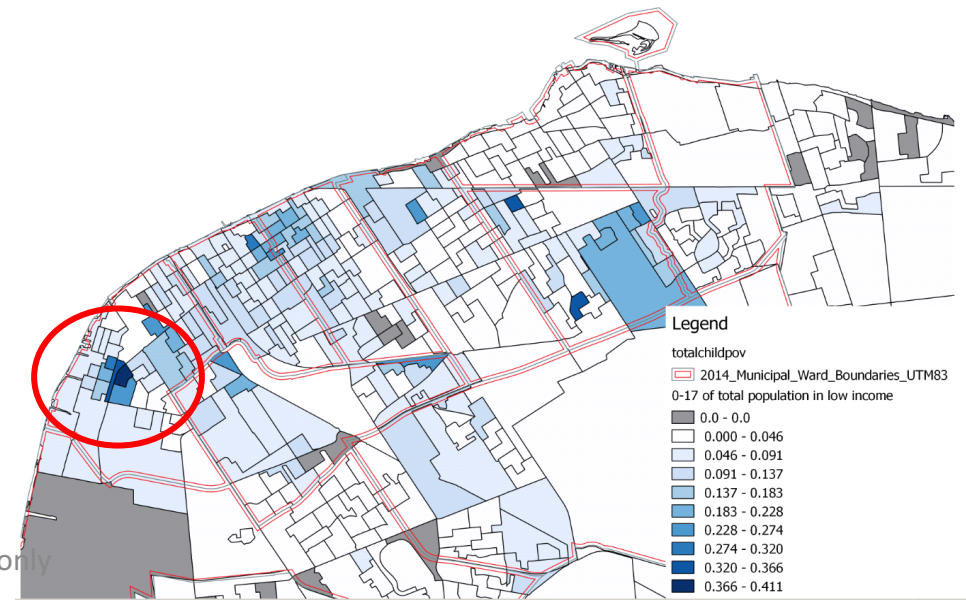 Legend
totalchildpov
2014_Municipal_Ward_Boundaries_UTM83
0-17 of total population in low income
0.0 - 0.0
0.000 - 0.046
0.046 - 0.091
0.091 - 0.137
0.137 - 0.183
0.183 - 0.228
0.228 - 0.274
0.274 - 0.320
0.320 - 0.366
0.366 - 0.411
only